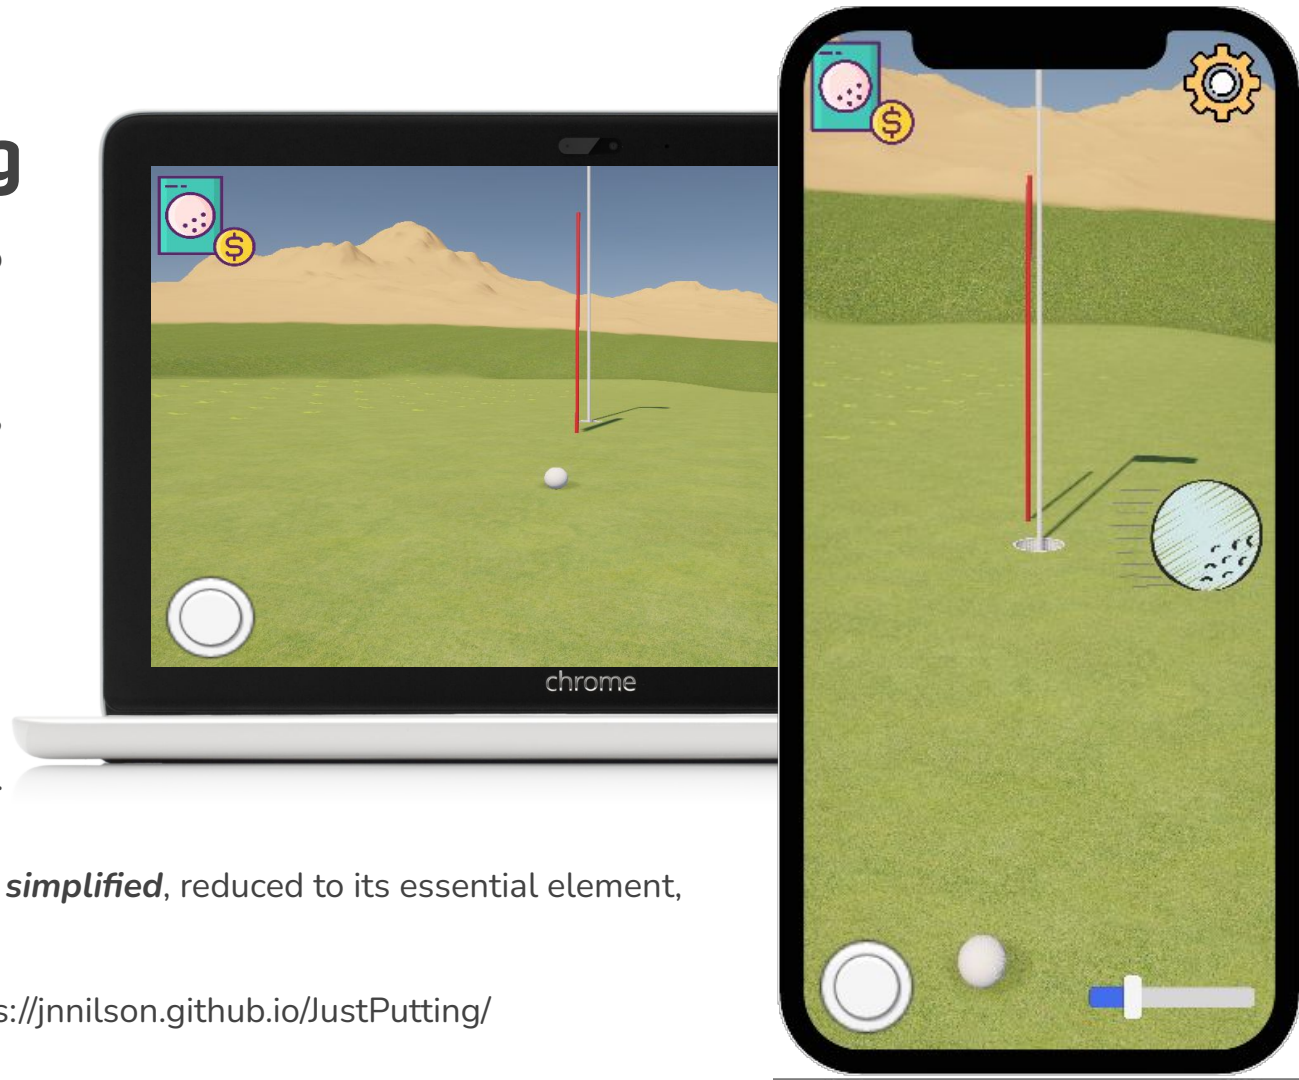 g
$
$
chrome
simplified, reduced to its essential element,
s://jnnilson.github.io/JustPutting/